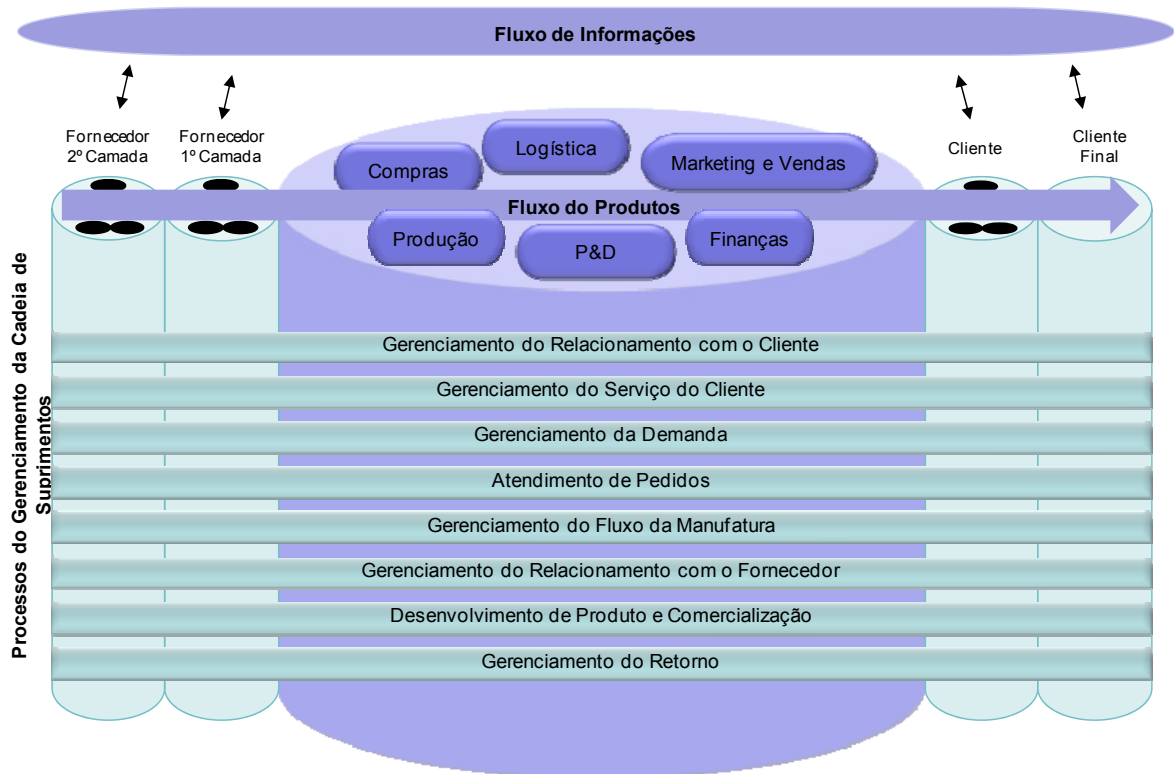 Fluxo de Informações
Fornecedor
2º Camada
Fornecedor
1º Camada
Cliente
Cliente
Final
Compras
Logística
Marketing e Vendas
Fluxo do Produtos
Produção
P&D
Finanças
Processos do Gerenciamento da Cadeia de
Suprimentos
Gerenciamento do Relacionamento com o Cliente
Gerenciamento do Serviço do Cliente
Gerenciamento da Demanda
Atendimento de Pedidos
Gerenciamento do Fluxo da Manufatura
Gerenciamento do Relacionamento com o Fornecedor
Desenvolvimento de Produto e Comercialização
Gerenciamento do Retorno